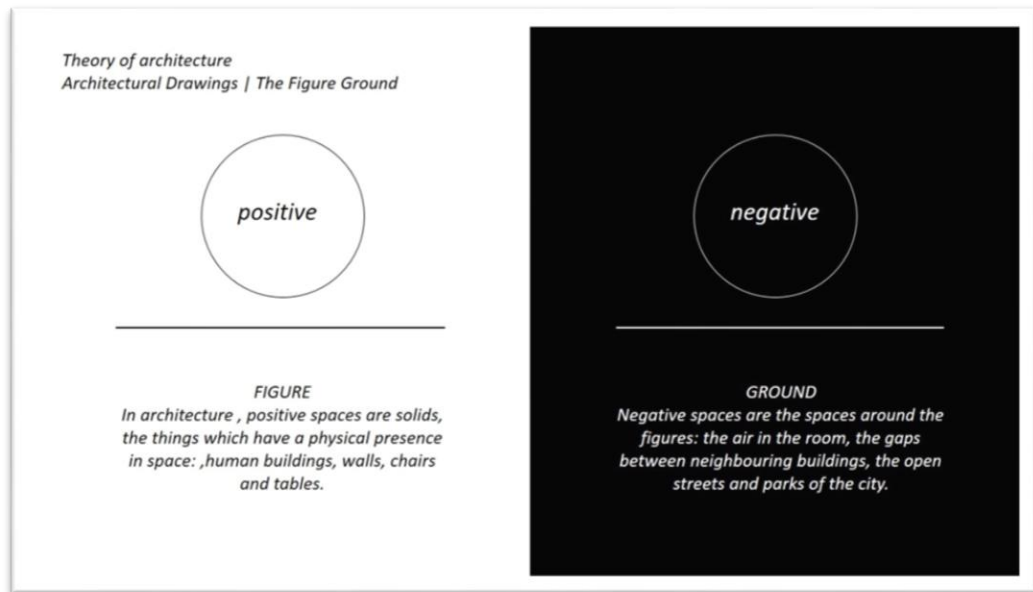 Theory of architecture
Architectural Drawings | The Figure Ground
positive
FIGURE
In architecture , positive spaces are solids,
the things which have a physical presence
in space: ,human buildings, walls, chairs
and tables.
negative
GROUND
Negative spaces are the spaces around the
figures: the air in the room, the gaps
between neighbouring buildings, the open
streets and parks of the city.